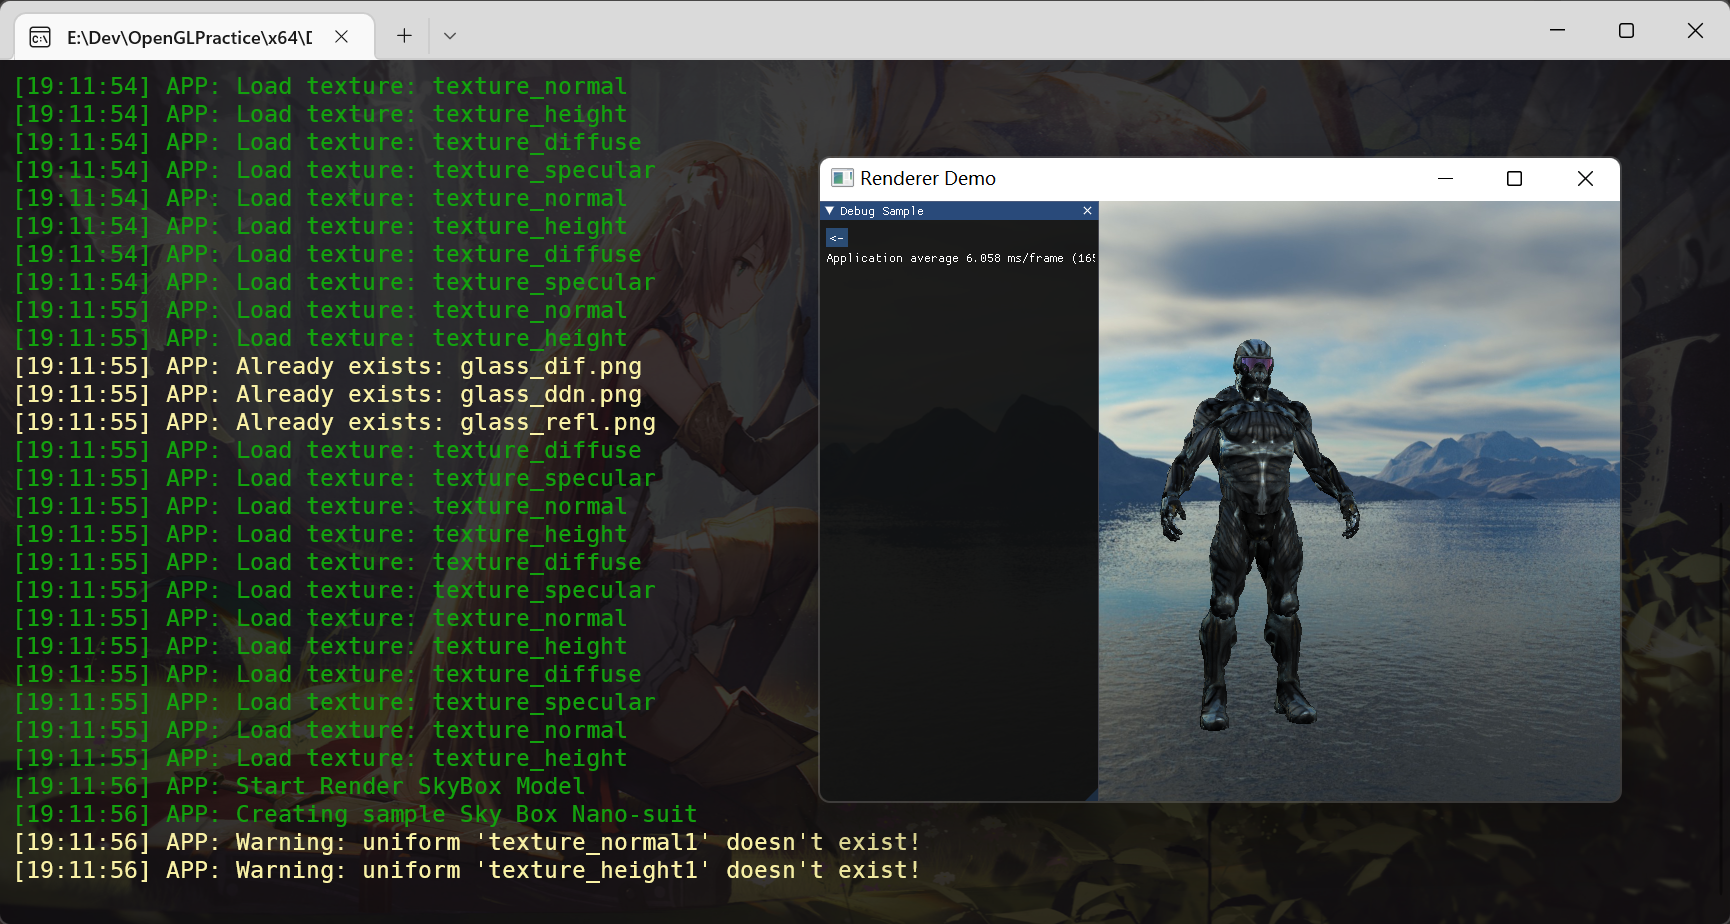 E:\Dev\OpenGLPractice\x64\D
[19:11:54] APP: Load texture: texture_normal
[19:11:54] APP: Load texture: texture_height
[19:11:54] APP: Load texture: texture_diffuse
[19:11:54] APP: Load texture: texture_specular
[19:11:54] APP: Load texture: texture_normal
[19:11:54] APP: Load texture: texture_height
[19:11:54] APP: Load texture: texture_diffuse
[19:11:54] APP: Load texture: texture_specular
[19:11:55] APP: Load texture: texture_normal
[19:11:55] APP: Load texture: texture_height
[19:11:55] APP: Already exists: glass_dif.png
[19:11:55] APP: Already exists: glass_ddn.png
[19:11:55] APP: Already exists: glass_refl.png
[19:11:55] APP: Load texture: texture_diffuse
[19:11:55] APP: Load texture: texture_specular
[19:11:55] APP: Load texture: texture_normal
[19:11:55] APP: Load texture: texture_height
[19:11:55] APP: Load texture: texture_diffuse
[19:11:55] APP: Load texture: texture_specular
[19:11:55] APP: Load texture: texture_normal
[19:11:55] APP: Load texture: texture_height
[19:11:55] APP: Load texture: texture_diffuse
[19:11:55] APP: Load texture: texture_specular
[19:11:55] APP: Load texture: texture_normal
[19:11:55] APP: Load texture: texture_height
[19:11:56] APP: Start Render SkyBox Model
[19:11:56] APP: Creating sample Sky Box Nano-suit
[19:11:56] APP: Warning: uniform 'texture_normal1' doesn't exist!
[19:11:56] APP: Warning: uniform 'texture_height1' doesn't exist!
Renderer Demo
Debug Sample
<-
Application average 6.058 ms/frame (165